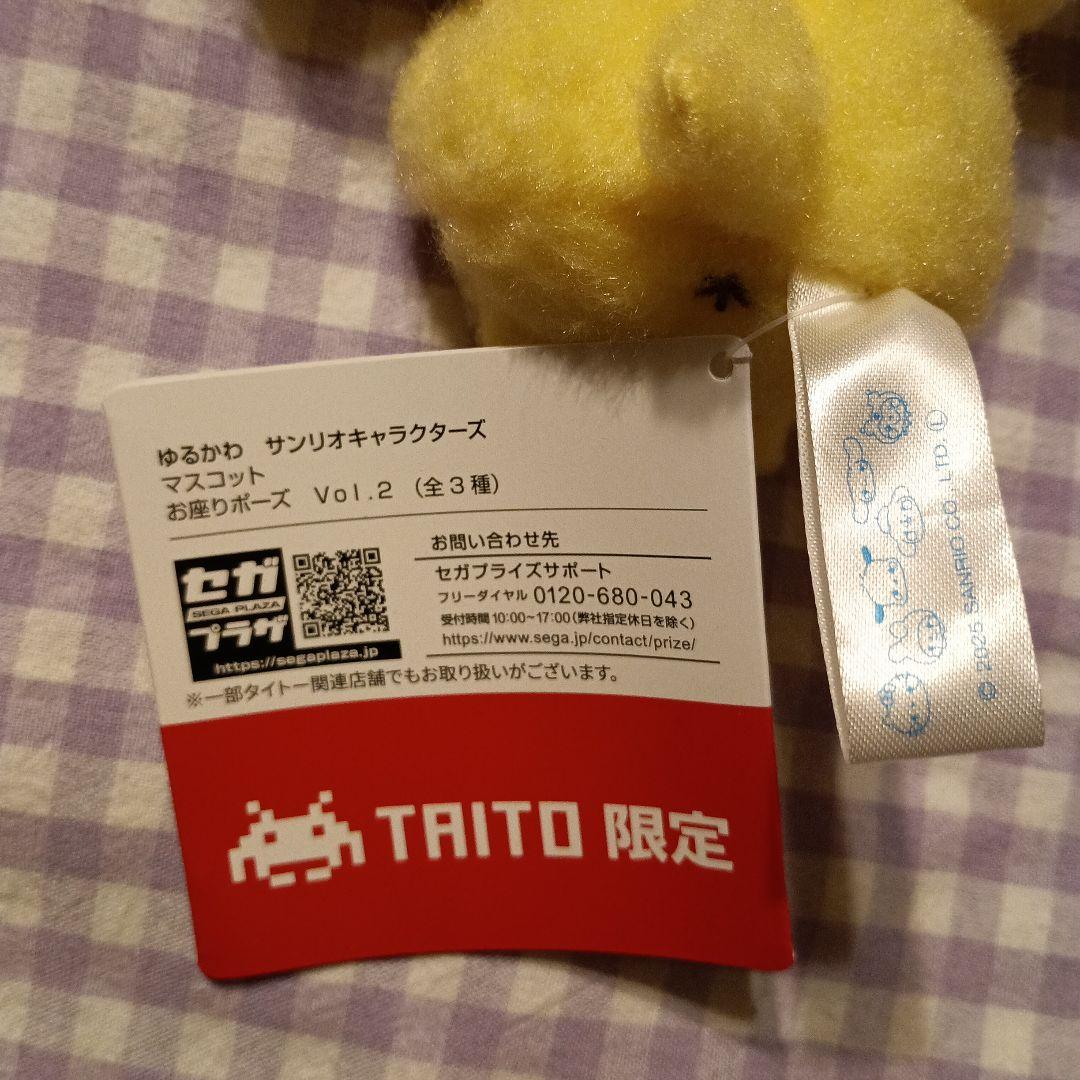 ゆるかわ　サンリオキャラクターズ
マスコット
お座りポーズ　Vol.2（全3種）
お問い合わせ先
セガプライズサポート
フリーダイヤル 0120-680-043
受付時間 10:00~17:00（弊社指定休日を除く）
https://www.sega.jp/contact/prize/
セガ
SEGA PLAZA
プラザ
https://segaplaza.jp
※一部タイトー関連店舗でもお取り扱いがございます。
TAITO 限定
© 2025 SANRIO CO., LTD. Ⓛ